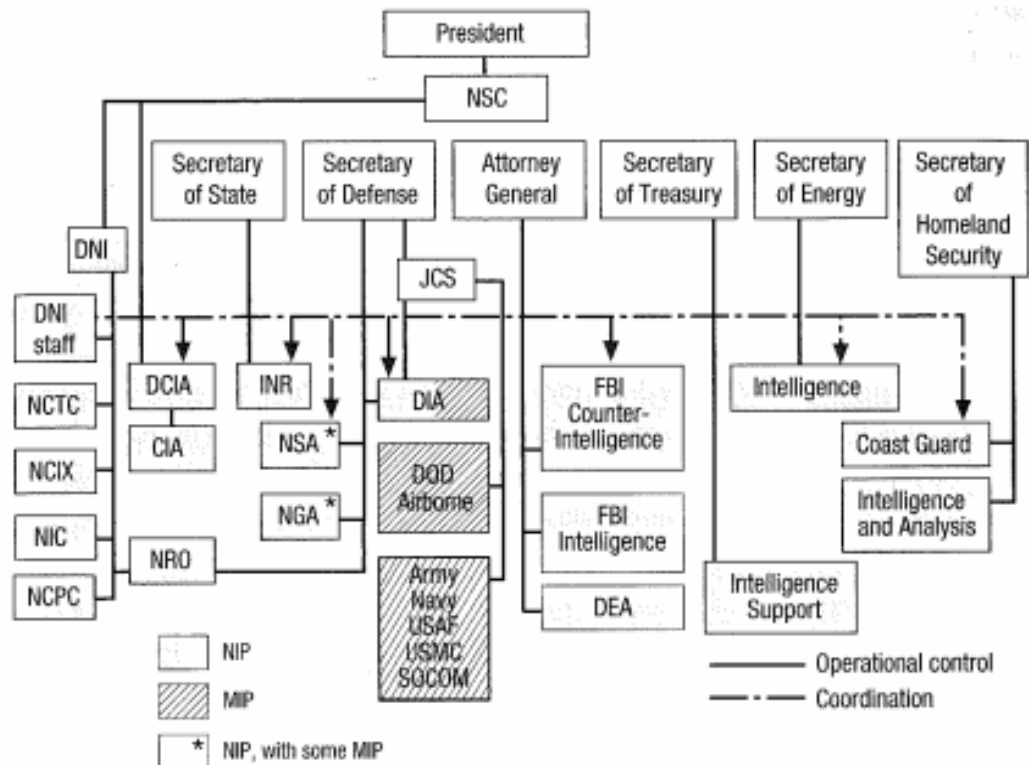 President
NSC
Secretary
of State
Secretary
of Defense
Attorney
General
Secretary
of Treasury
Secretary
of Energy
Secretary
of
Homeland
Security
DNI
JCS
DNI
staff
DCIA
INR
DIA
FBI
Counter-
Intelligence
Intelligence
NCTC
CIA
NSA *
Coast Guard
NCIX
DOD
Airborne
NGA *
FBI
Intelligence
Intelligence
and Analysis
NIC
NRO
NCPC
Army
Navy
USAF
USMC
SOCOM
DEA
Intelligence
Support
NIP
MIP
* NIP, with some MIP
Operational control
Coordination